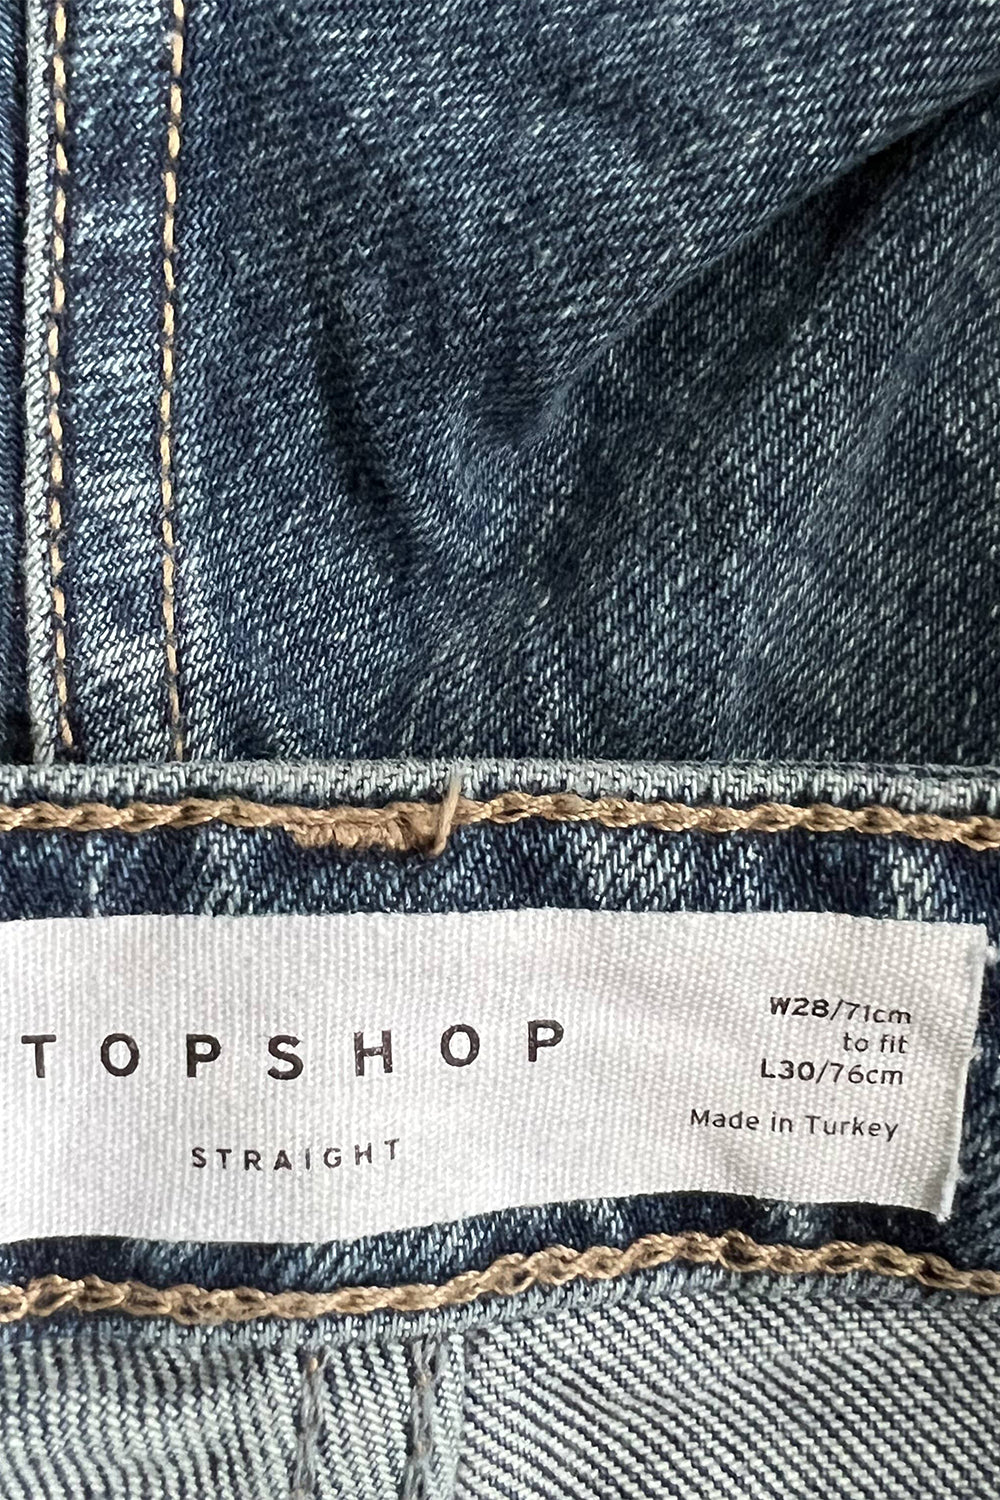 TOPSHOP
STRAIGHT
W28/71cm
to fit
L30/76cm
Made in Turkey